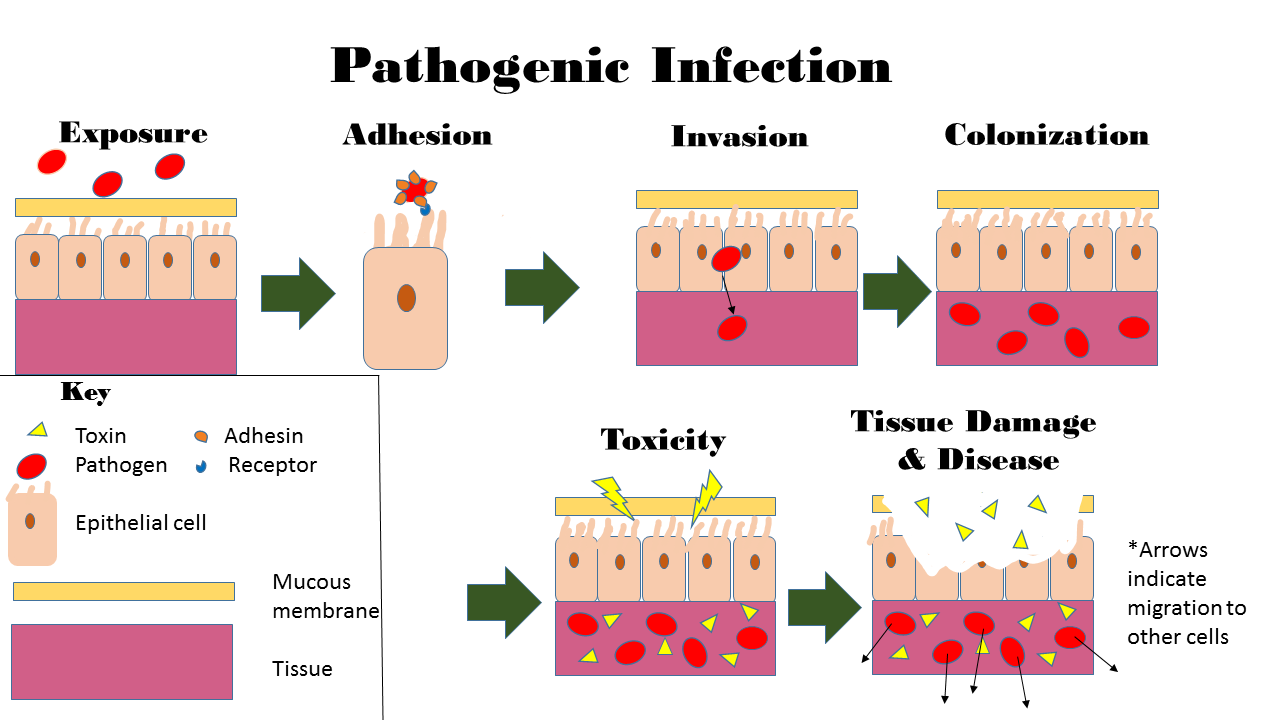 Pathogenic Infection
Exposure
Adhesion
Invasion
Colonization
Key
Toxin
Adhesin
Pathogen
Receptor
Epithelial cell
Mucous
membrane
Tissue
Toxicity
Tissue Damage
& Disease
*Arrows
indicate
migration to
other cells